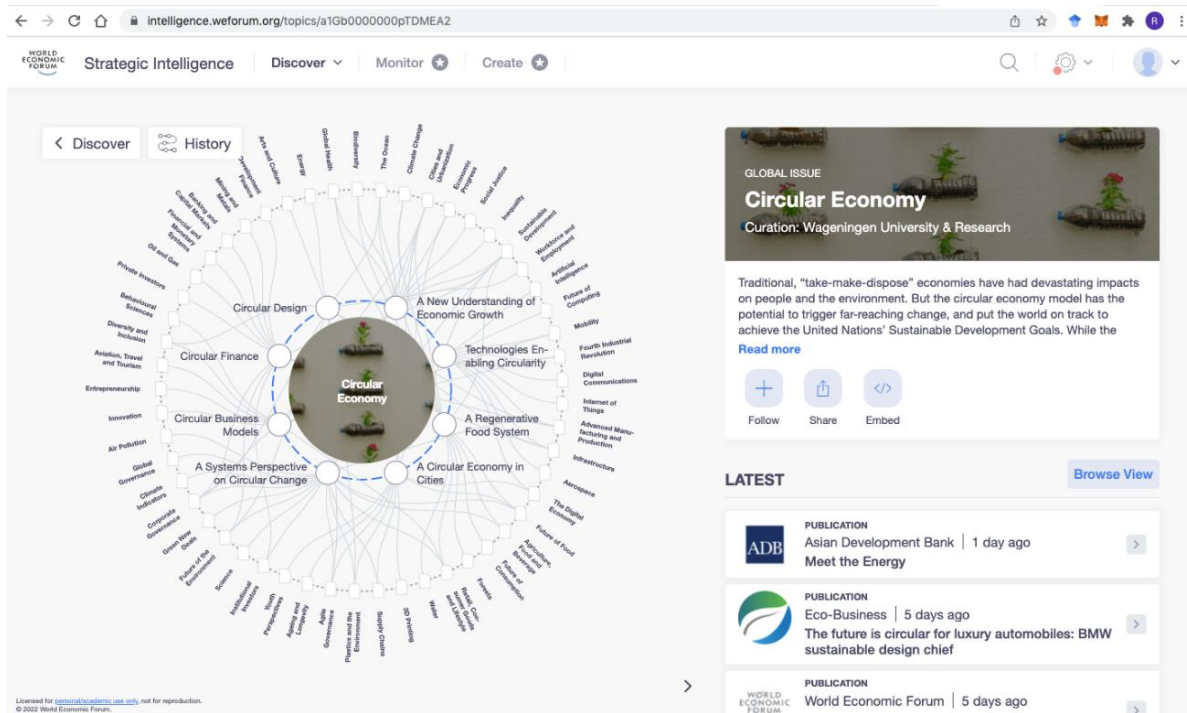 intelligence.weforum.org/topics/a1Gb0000000pTDMEA2
R
WORLD
ECONOMIC
FORUM
Strategic Intelligence
Discover
Monitor
Create
Discover
History
Arts and Culture
Energy
Global Health
Biodiversity
The Ocean
Climate Change
Cities and
Urbanization
Economic
Progress
Social Justice
Inequality
Sustainable
Development
Workforce and
Employment
Artificial
Intelligence
Future of
Computing
Mobility
Fourth Industrial
Revolution
Digital
Communications
Internet of
Things
Advanced Manu-
facturing and
Production
Infrastructure
Aerospace
The Digital
Economy
Future of Food
Agriculture,
Food and
Beverage
Future of
Consumption
Forests
Retail, Con-
sumer Goods
and Lifestyle
Water
3D Printing
Supply Chains
Plastics and the
Environment
Agile
Governance
Ageing and
Longevity
Youth
Perspectives
Institutional
Investors
Science
Future of the
Environment
Green New
Deals
Corporate
Governance
Climate
Indicators
Global
Governance
Air Pollution
Innovation
Entrepreneurship
Aviation, Travel
and Tourism
Diversity and
Inclusion
Behavioural
Sciences
Private Investors
Oil and Gas
Financial and
Monetary
Systems
Banking and
Capital Markets
Mining and
Metals
Development
Finance
Circular Design
A New Understanding of
Economic Growth
Circular Finance
Technologies En-
abling Circularity
Circular
Economy
Circular Business
Models
A Regenerative
Food System
A Systems Perspective
on Circular Change
A Circular Economy in
Cities
Licensed for personal/academic use only, not for reproduction.
© 2022 World Economic Forum.
GLOBAL ISSUE
Circular Economy
Curation: Wageningen University & Research
Traditional, “take-make-dispose” economies have had devastating impacts
on people and the environment. But the circular economy model has the
potential to trigger far-reaching change, and put the world on track to
achieve the United Nations’ Sustainable Development Goals. While the
Read more
Follow
Share
Embed
LATEST
Browse View
ADB
PUBLICATION
Asian Development Bank | 1 day ago
Meet the Energy
PUBLICATION
Eco-Business | 5 days ago
The future is circular for luxury automobiles: BMW
sustainable design chief
WORLD
ECONOMIC
FORUM
PUBLICATION
World Economic Forum | 5 days ago